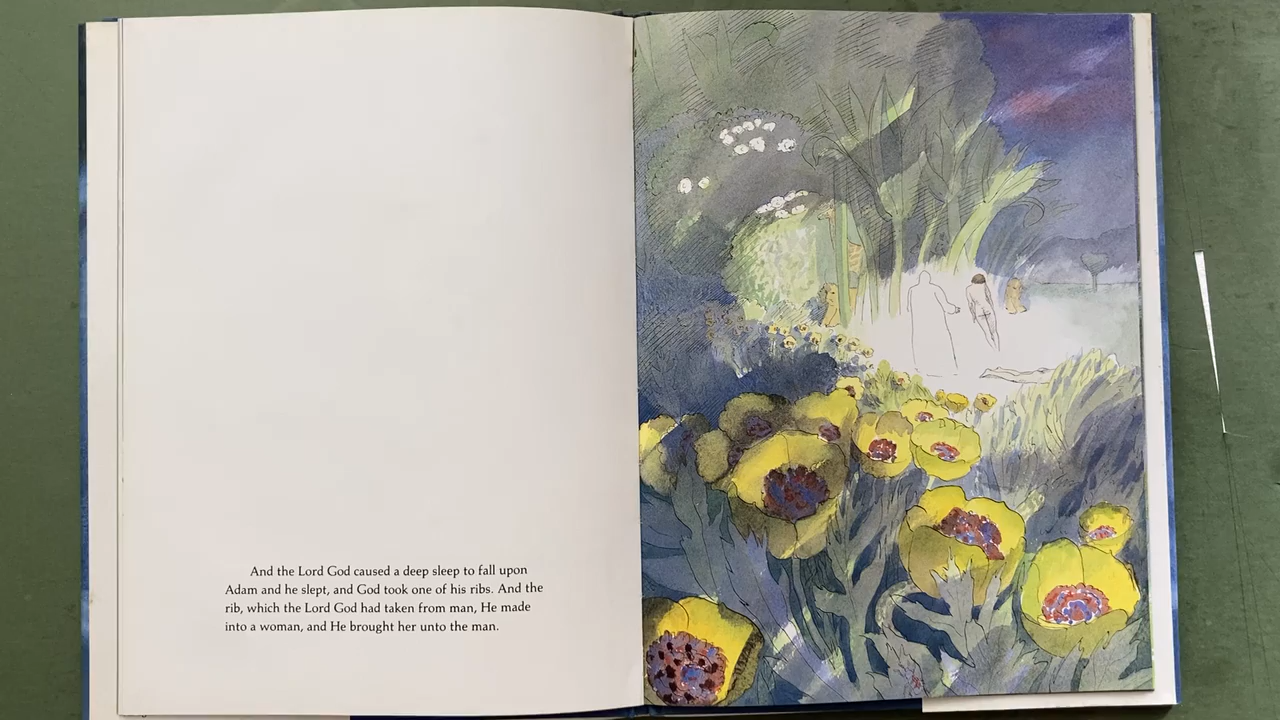 And the Lord God caused a deep sleep to fall upon
Adam and he slept, and God took one of his ribs. And the
rib, which the Lord God had taken from man, He made
into a woman, and He brought her unto the man.